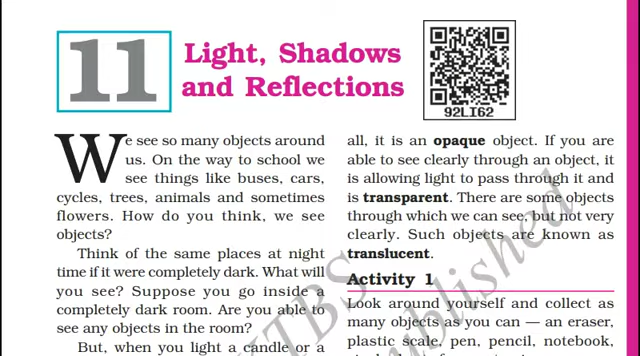 11
Light, Shadows
and Reflections
92LI62
We see so many objects around
us. On the way to school we
see things like buses, cars,
cycles, trees, animals and sometimes
flowers. How do you think, we see
objects?
Think of the same places at night
time if it were completely dark. What will
you see? Suppose you go inside a
completely dark room. Are you able to
see any objects in the room?
But, when you light a candle or a
all, it is an opaque object. If you are
able to see clearly through an object, it
is allowing light to pass through it and
is transparent. There are some objects
through which we can see, but not very
clearly. Such objects are known as
translucent.
Activity 1
Look around yourself and collect as
many objects as you can — an eraser,
plastic scale, pen, pencil, notebook,